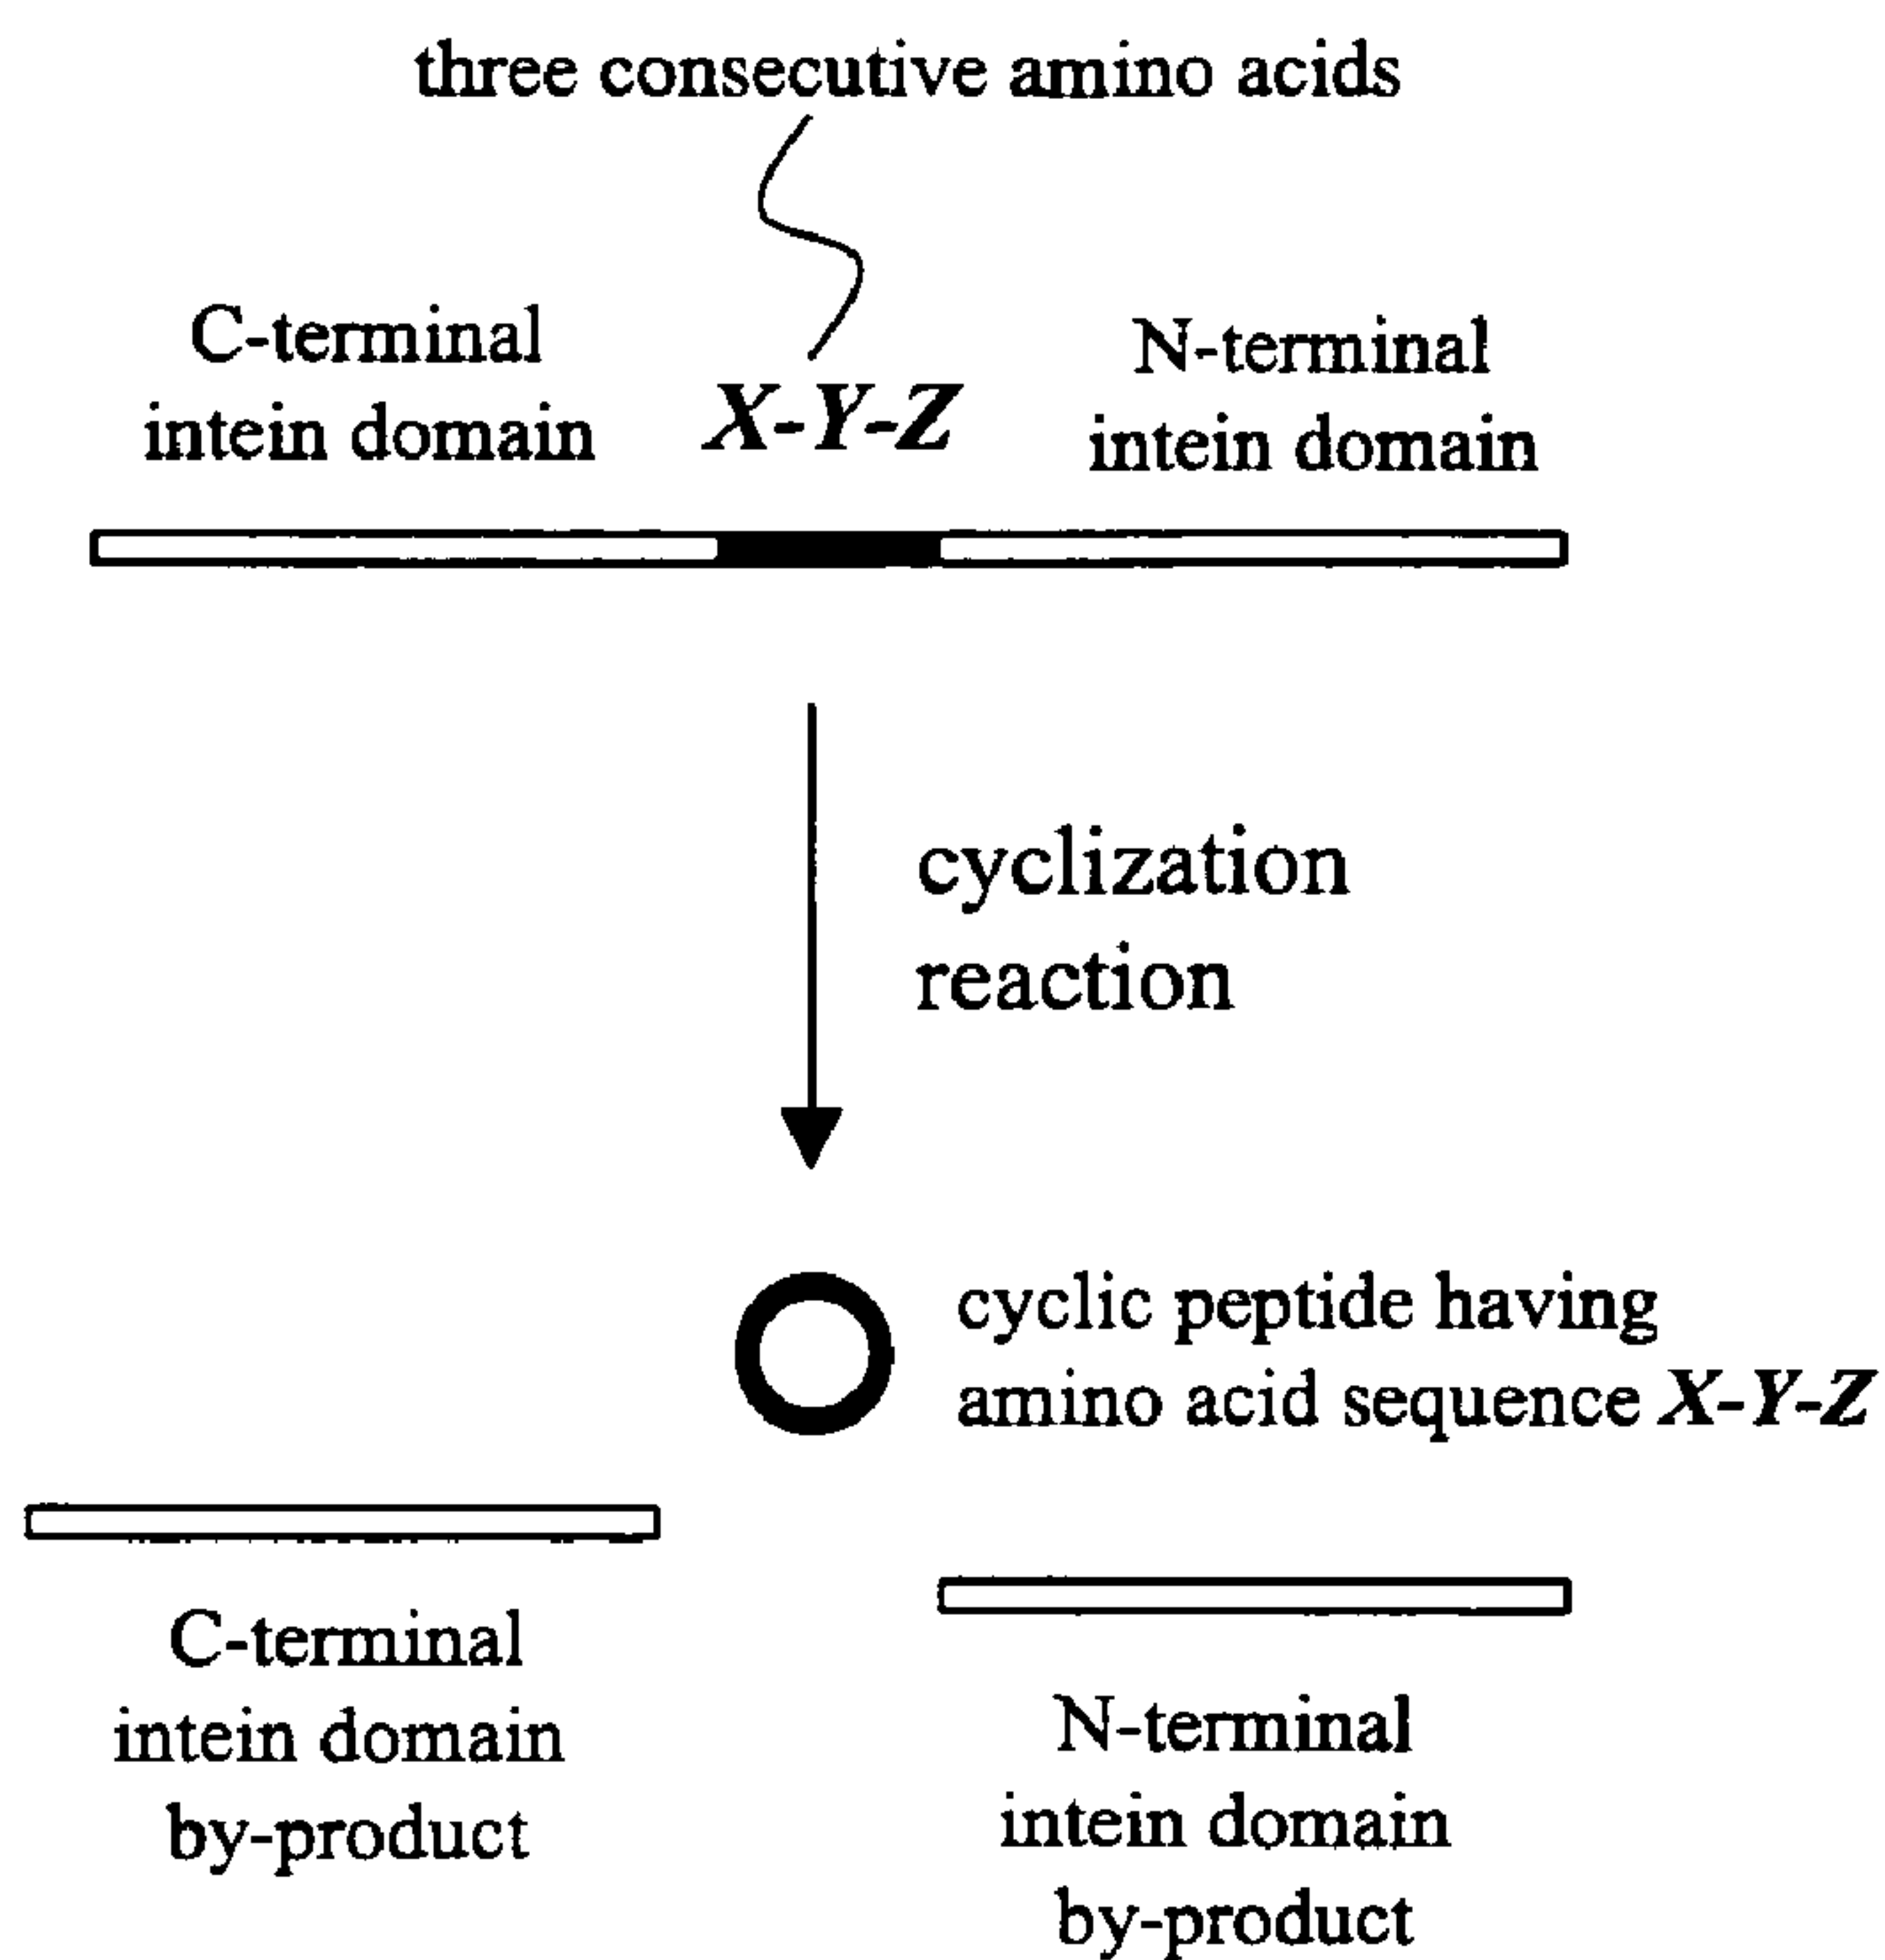 three consecutive amino acids
C-terminal
intein domain
X-Y-Z
N-terminal
intein domain
cyclization
reaction
cyclic peptide having
amino acid sequence X-Y-Z
C-terminal
intein domain
by-product
N-terminal
intein domain
by-product